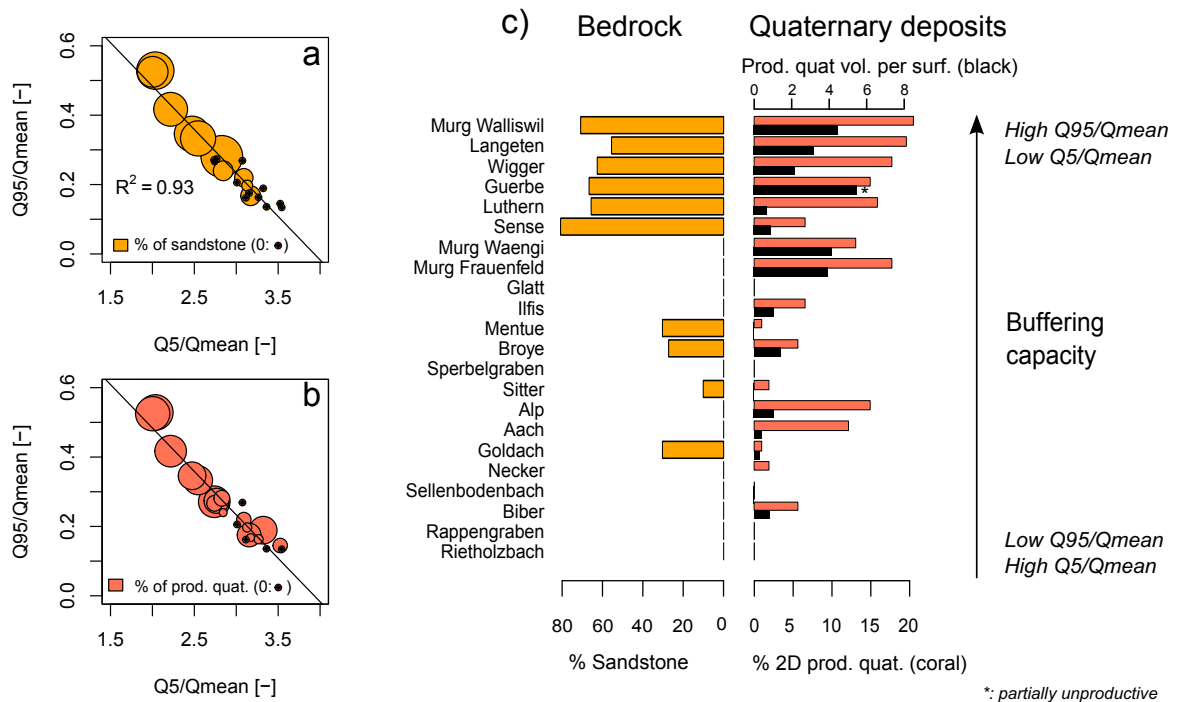 a
Q95/Qmean [−]
0.0 0.2 0.4 0.6
R² = 0.93
% of sandstone (0: )
1.5 2.5 3.5
Q5/Qmean [−]
b
Q95/Qmean [−]
0.0 0.2 0.4 0.6
% of prod. quat. (0: )
1.5 2.5 3.5
Q5/Qmean [−]
c)
Bedrock
Quaternary deposits
Prod. quat vol. per surf. (black)
0 2 4 6 8
Murg Walliswil
Langeten
Wigger
Guerbe
*
Luthern
Sense
Murg Waengi
Murg Frauenfeld
Glatt
Ilfis
Mentue
Broye
Sperbelgraben
Sitter
Alp
Aach
Goldach
Necker
Sellenbodenbach
Biber
Rappengraben
Rietholzbach
80 60 40 20 0
% Sandstone
0 5 10 15 20
% 2D prod. quat. (coral)
High Q95/Qmean
Low Q5/Qmean
Buffering
capacity
Low Q95/Qmean
High Q5/Qmean
*: partially unproductive